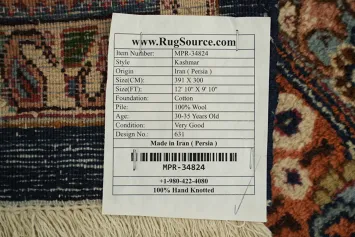 www.RugSource.com
Item Number: MPR-34824
Style Kashmar
Origin Iran ( Persia )
Size(CM): 391 X 300
Size(FT): 12' 10" X 9' 10"
Foundation: Cotton
Pile: 100% Wool
Age: 30-35 Years Old
Condition: Very Good
Design No.: 631
Made in Iran ( Persia )
MPR-34824
+1-980-422-4080
100% Hand Knotted